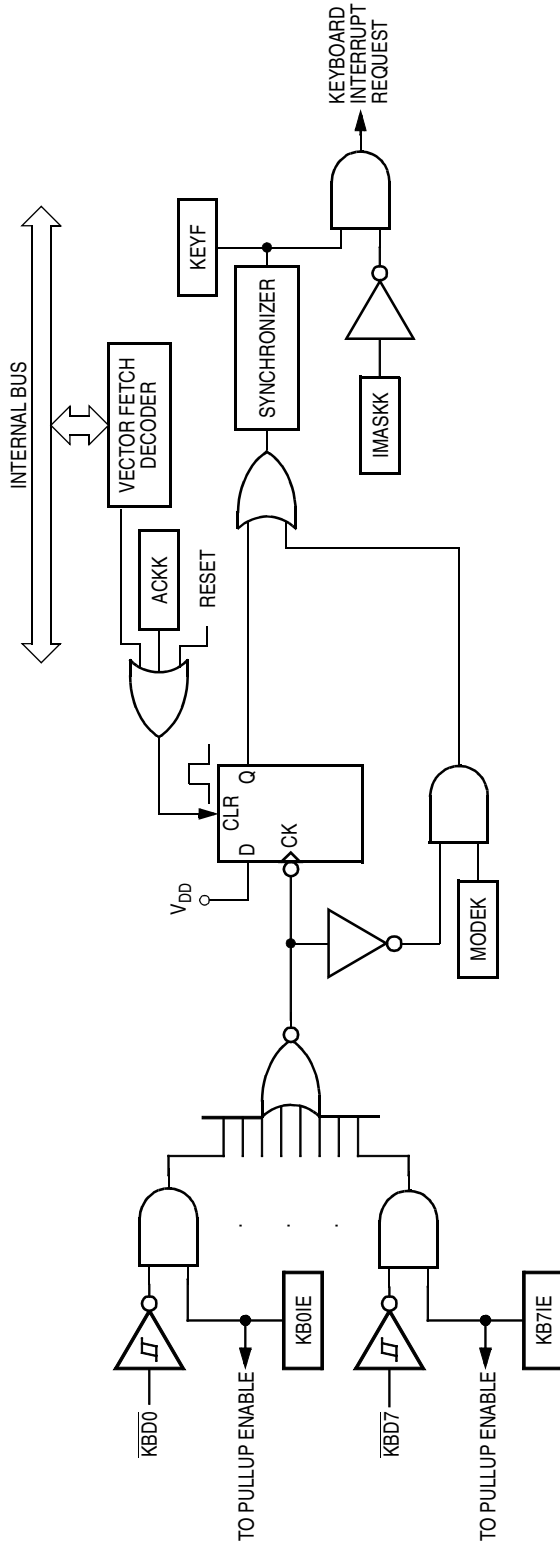 INTERNAL BUS
VECTOR FETCH
DECODER
ACKK
RESET
VDD
CLR
D
Q
CK
KEYF
SYNCHRONIZER
KEYBOARD
INTERRUPT
REQUEST
IMASKK
MODEK
KBD0
KB0IE
TO PULLUP ENABLE
KBD7
KB7IE
TO PULLUP ENABLE